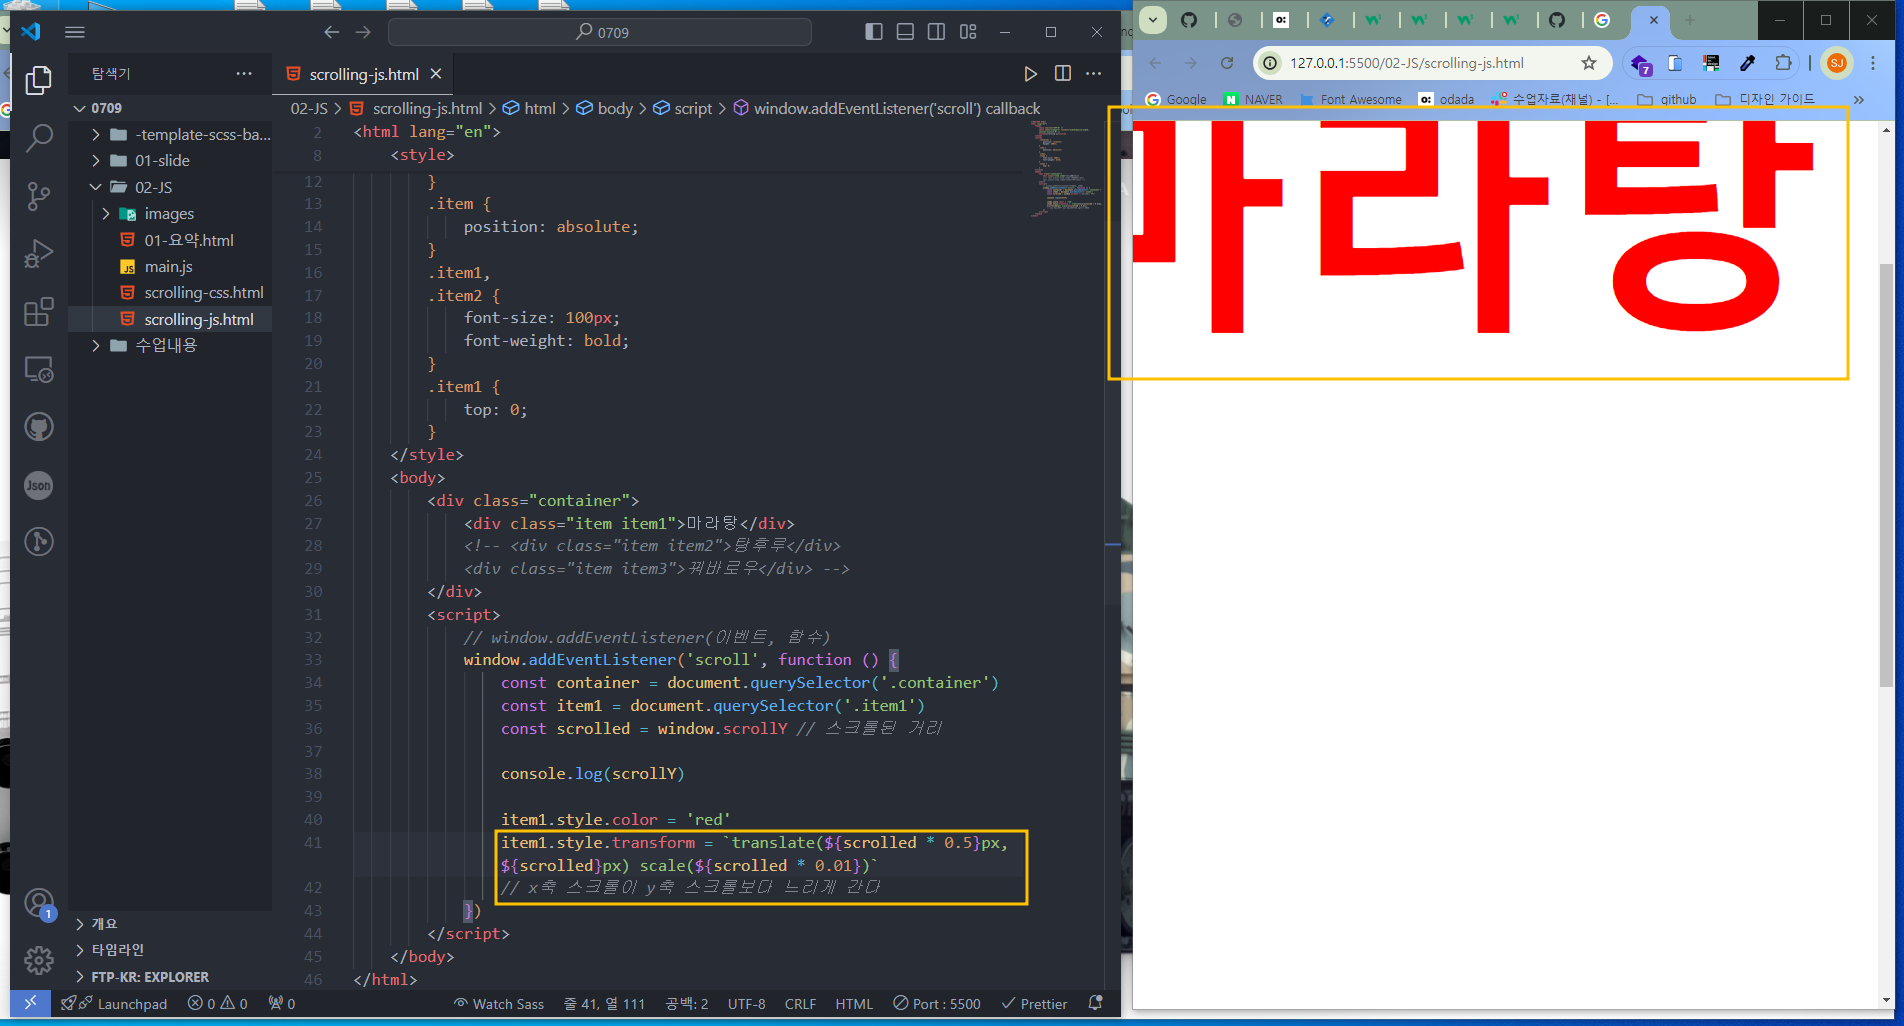 0709
탐색기
0709
-template-scss-ba...
01-slide
02-JS
images
01-요약.html
main.js
scrolling-css.html
scrolling-js.html
수업내용
개요
타임라인
FTP-KR: EXPLORER
scrolling-js.html
02-JS > scrolling-js.html > html > body > script > window.addEventListener('scroll') callback
2 <html lang="en">
8 <style>
12 }
13 .item {
14 position: absolute;
15 }
16 .item1,
17 .item2 {
18 font-size: 100px;
19 font-weight: bold;
20 }
21 .item1 {
22 top: 0;
23 }
24 </style>
25 <body>
26 <div class="container">
27 <div class="item item1">마라탕</div>
28 <!-- <div class="item item2">탕후루</div>
29 <div class="item item3">꿔바로우</div> -->
30 </div>
31 <script>
32 // window.addEventListener(이벤트, 함수)
33 window.addEventListener('scroll', function () {
34 const container = document.querySelector('.container')
35 const item1 = document.querySelector('.item1')
36 const scrolled = window.scrollY // 스크롤된 거리
37
38 console.log(scrollY)
39
40 item1.style.color = 'red'
41 item1.style.transform = `translate(${scrolled * 0.5}px,
${scrolled}px) scale(${scrolled * 0.01})`
42 // x축 스크롤이 y축 스크롤보다 느리게 간다
43 })
44 </script>
45 </body>
46 </html>
Json
1
Launchpad 0 0 0 Watch Sass 줄 41, 열 111 공백: 2 UTF-8 CRLF HTML Port : 5500 Prettier
127.0.0.1:5500/02-JS/scrolling-js.html
7
SJ
Google NAVER Font Awesome odada 수업자료(채널) - [... github 디자인 가이드
마라탕